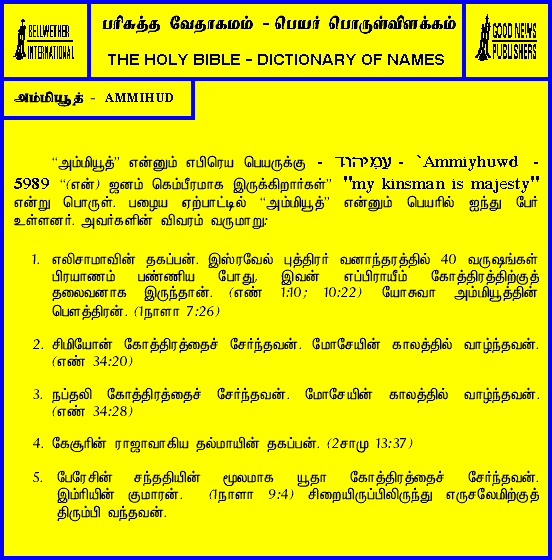 BELLWETHER
INTERNATIONAL
பரிசுத்த வேதாகமம் - பெயர் பொருள்விளக்கம்
THE HOLY BIBLE - DICTIONARY OF NAMES
GOOD NEWS
PUBLISHERS
அம்மியூத் - AMMIHUD
“அம்மியூத்” என்னும் எபிரெய பெயருக்கு - עמיהוד - `Ammiyhuwd -
5989 “(என்) ஜனம் கெம்பீரமாக இருக்கிறார்கள்” "my kinsman is majesty"
என்று பொருள். பழைய ஏற்பாட்டில் “அம்மியூத்” என்னும் பெயரில் ஐந்து பேர்
உள்ளனர். அவர்களின் விவரம் வருமாறு:
1. எலிசாமாவின் தகப்பன். இஸ்ரவேல் புத்திரர் வனாந்தரத்தில் 40 வருஷங்கள்
பிரயாணம் பண்ணிய போது, இவன் எப்பிராயீம் கோத்திரத்திற்குத்
தலைவனாக இருந்தான். (எண் 1:10; 10:22) யோசுவா அம்மியூத்தின்
பௌத்திரன். (1நாளா 7:26)
2. சிமியோன் கோத்திரத்தைச் சேர்ந்தவன். மோசேயின் காலத்தில் வாழ்ந்தவன்.
(எண் 34:20)
3. நப்தலி கோத்திரத்தைச் சேர்ந்தவன். மோசேயின் காலத்தில் வாழ்ந்தவன்.
(எண் 34:28)
4. கேசூரின் ராஜாவாகிய தல்மாயின் தகப்பன். (2சாமு 13:37)
5. பேரேசின் சந்ததியின் மூலமாக யூதா கோத்திரத்தைச் சேர்ந்தவன்.
இம்ரியின் குமாரன். (1நாளா 9:4) சிறையிருப்பிலிருந்து எருசலேமிற்குத்
திரும்பி வந்தவன்.